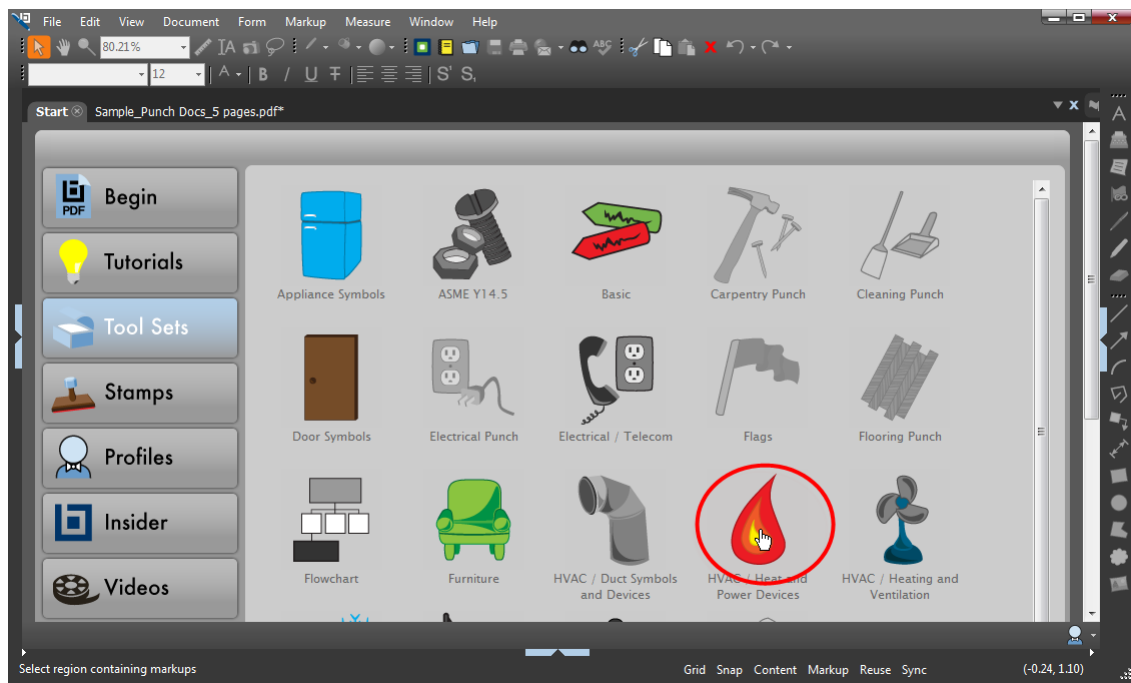 File Edit View Document Form Markup Measure Window Help
80.21%
12
B / U T S' S,
Start Sample_Punch Docs_5 pages.pdf*
PDF Begin
Tutorials
Tool Sets
Stamps
Profiles
Insider
Videos
Appliance Symbols
ASME Y14.5
Basic
Carpentry Punch
Cleaning Punch
Door Symbols
Electrical Punch
Electrical / Telecom
Flags
Flooring Punch
Flowchart
Furniture
HVAC / Duct Symbols
and Devices
HVAC / Heat and
Power Devices
HVAC / Heating and
Ventilation
Select region containing markups
Grid Snap Content Markup Reuse Sync
(-0.24, 1.10)